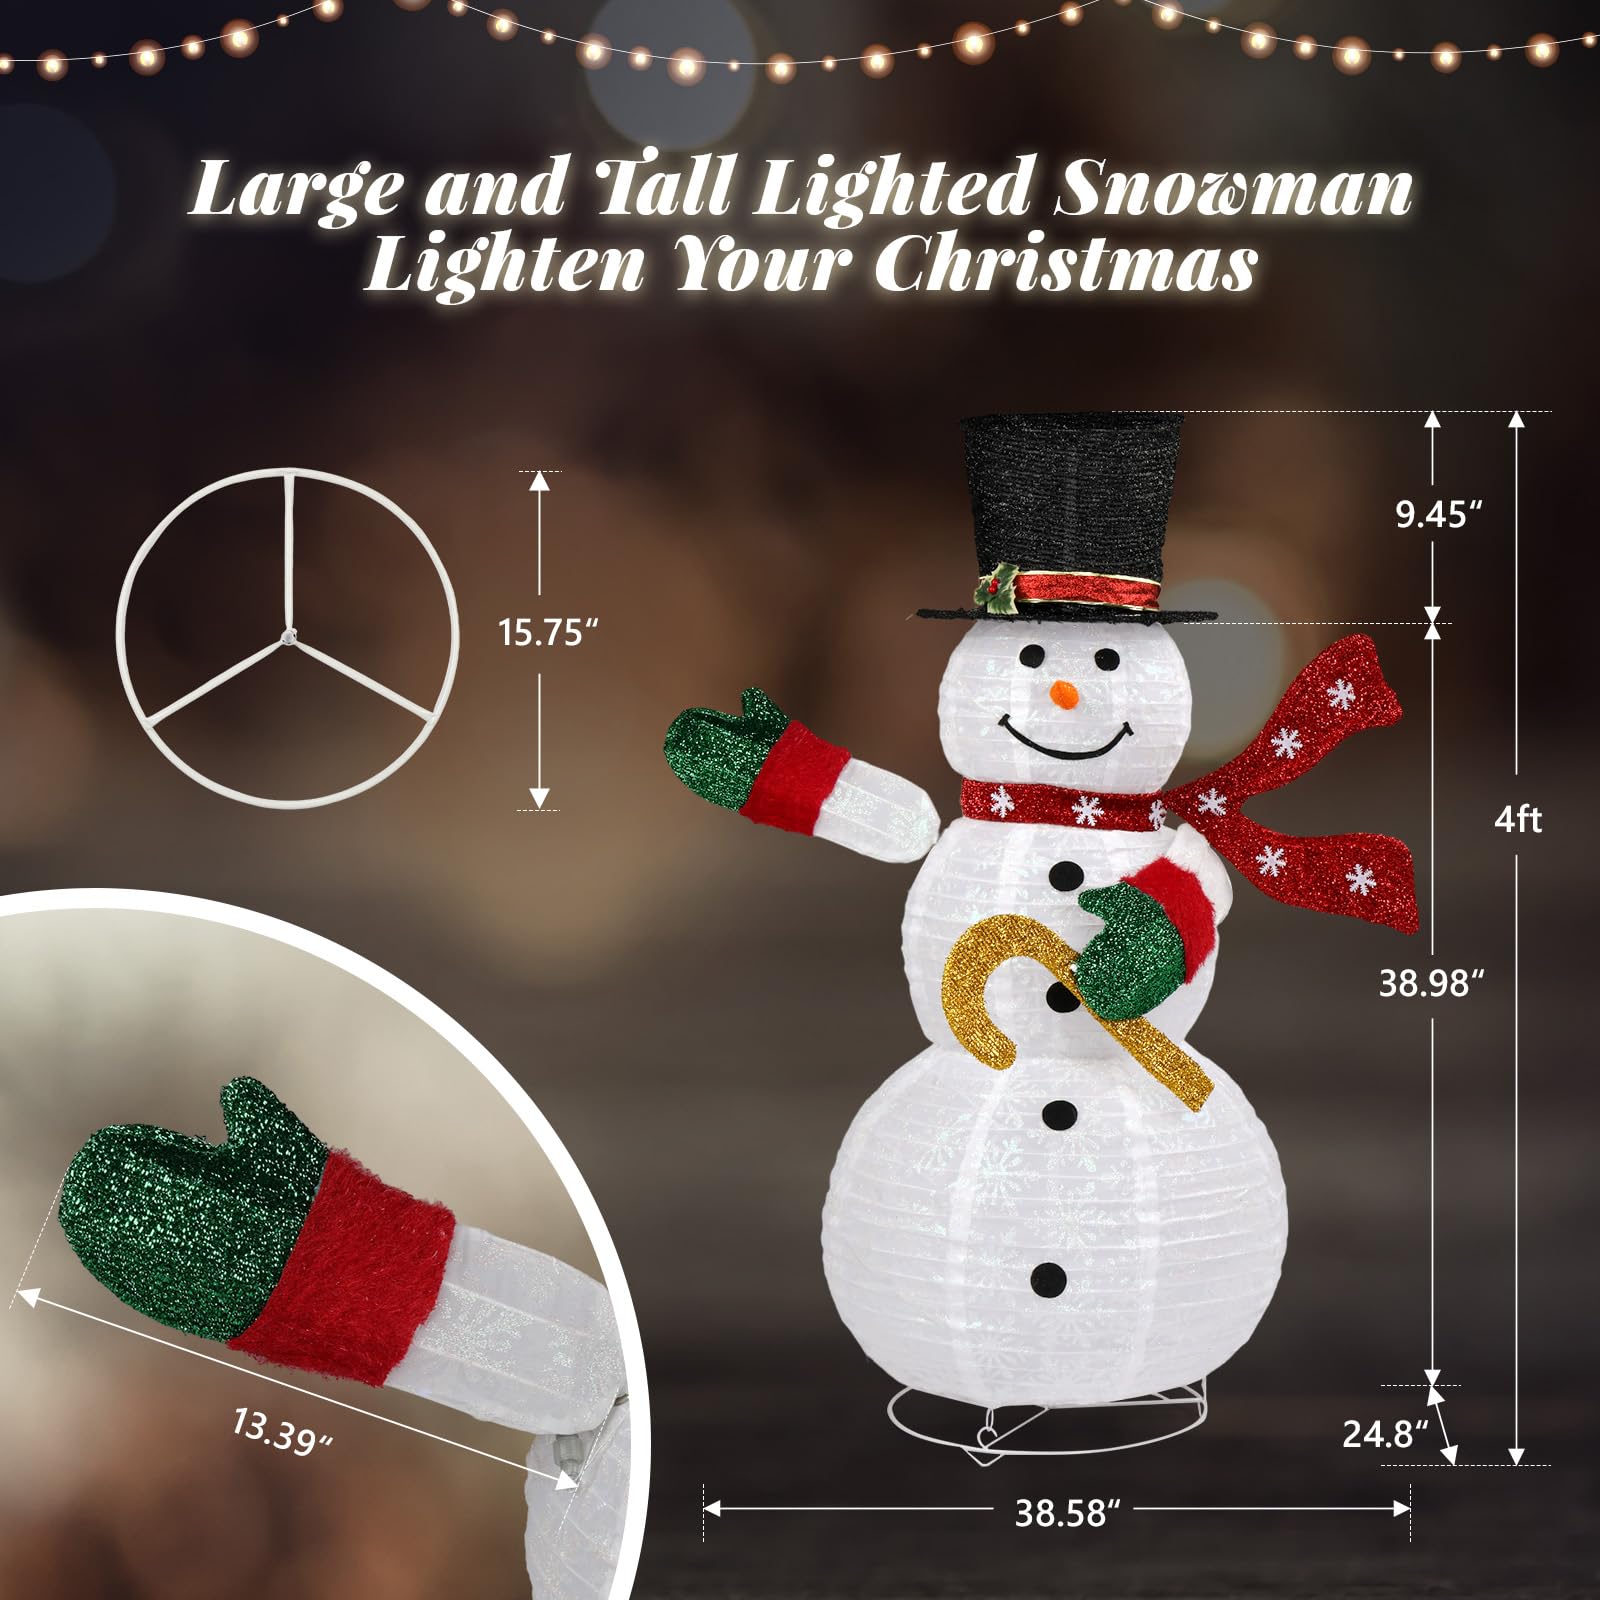 Large and Tall Lighted Snowman
Lighten Your Christmas
9.45“
15.75“
4ft
38.98“
13.39“
24.8“
38.58“